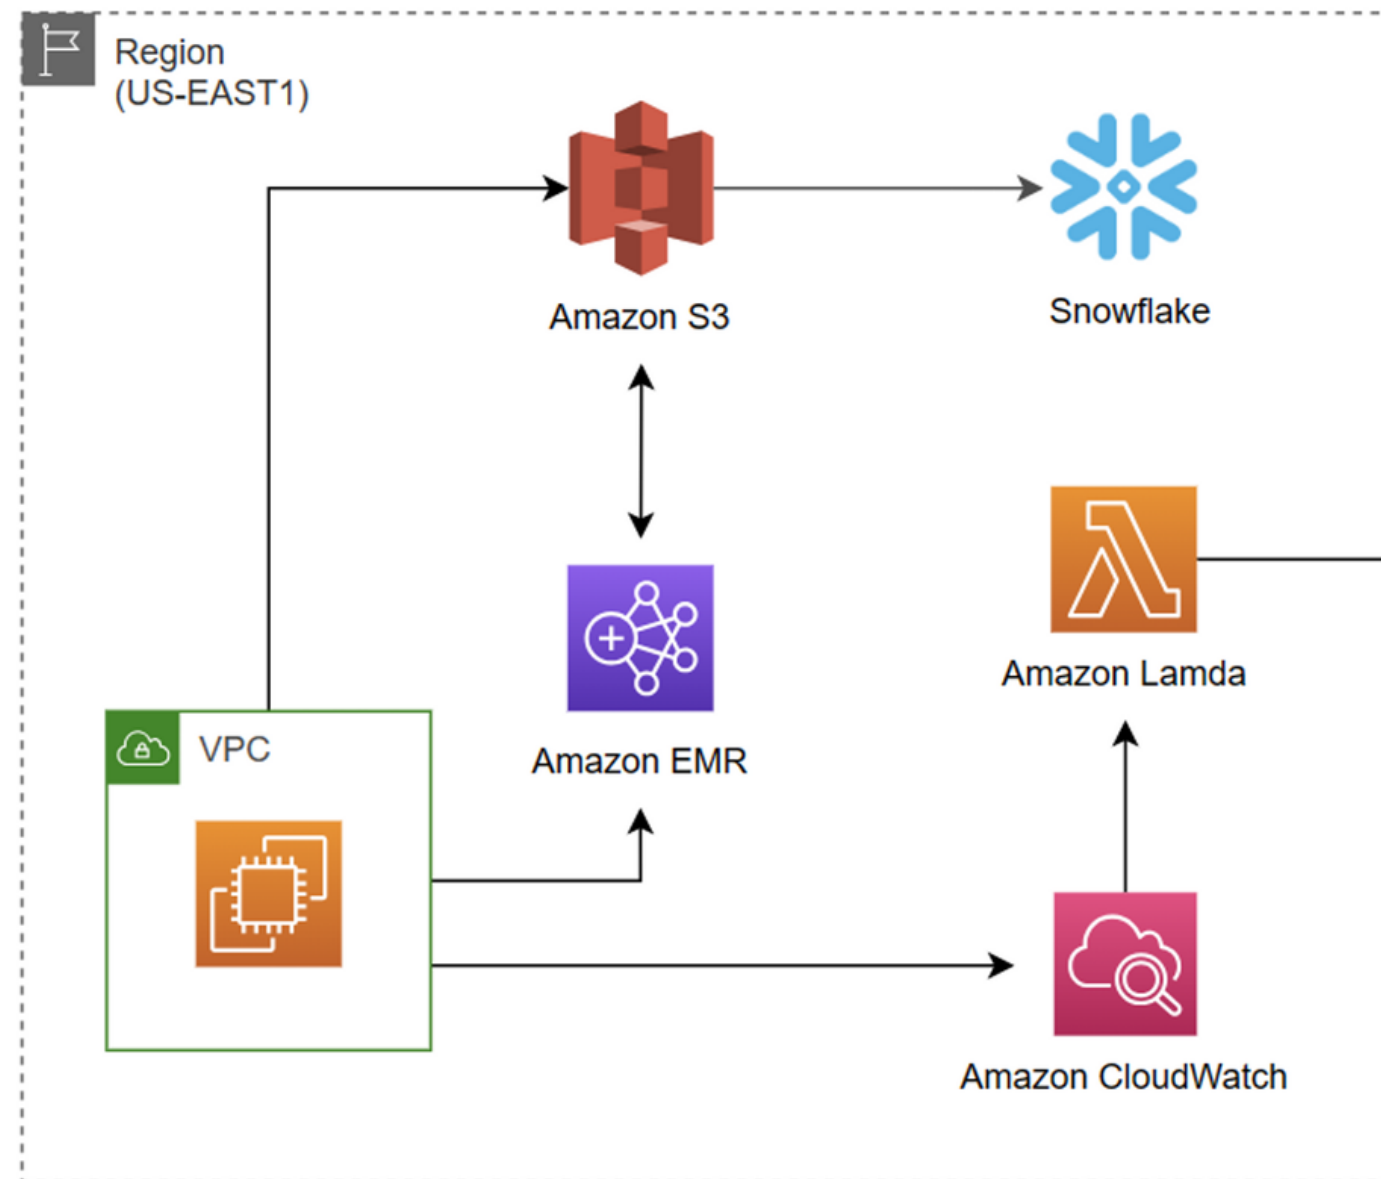 Region
(US-EAST1)
Amazon S3
Snowflake
Amazon Lamda
VPC
Amazon EMR
Amazon CloudWatch